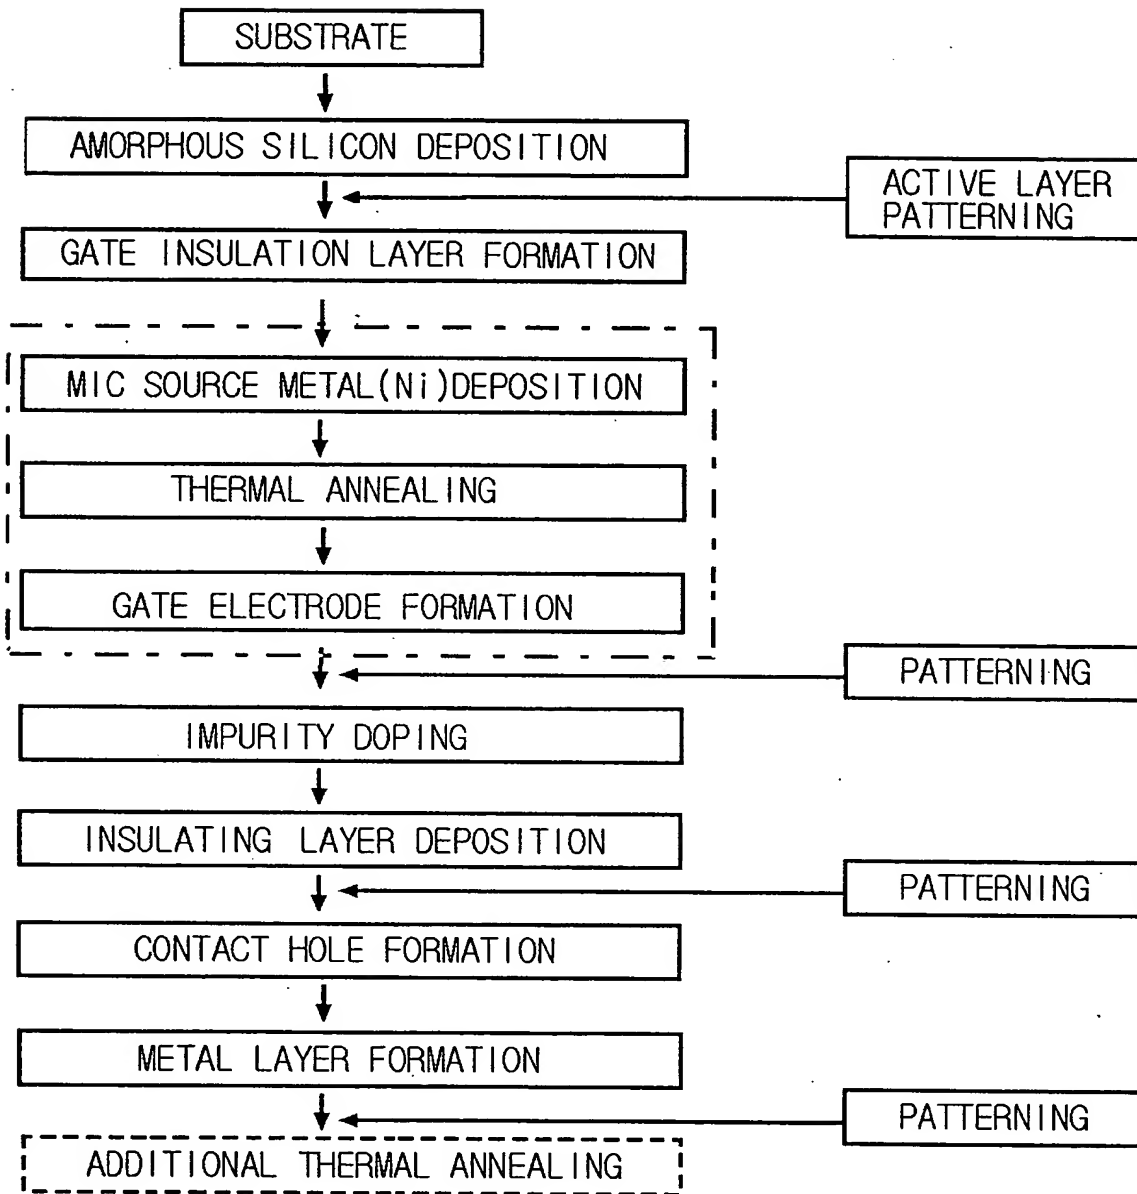 SUBSTRATE
AMORPHOUS SILICON DEPOSITION
ACTIVE LAYER
PATTERNING
GATE INSULATION LAYER FORMATION
MIC SOURCE METAL(Ni)DEPOSITION
THERMAL ANNEALING
GATE ELECTRODE FORMATION
PATTERNING
IMPURITY DOPING
INSULATING LAYER DEPOSITION
PATTERNING
CONTACT HOLE FORMATION
METAL LAYER FORMATION
PATTERNING
ADDITIONAL THERMAL ANNEALING